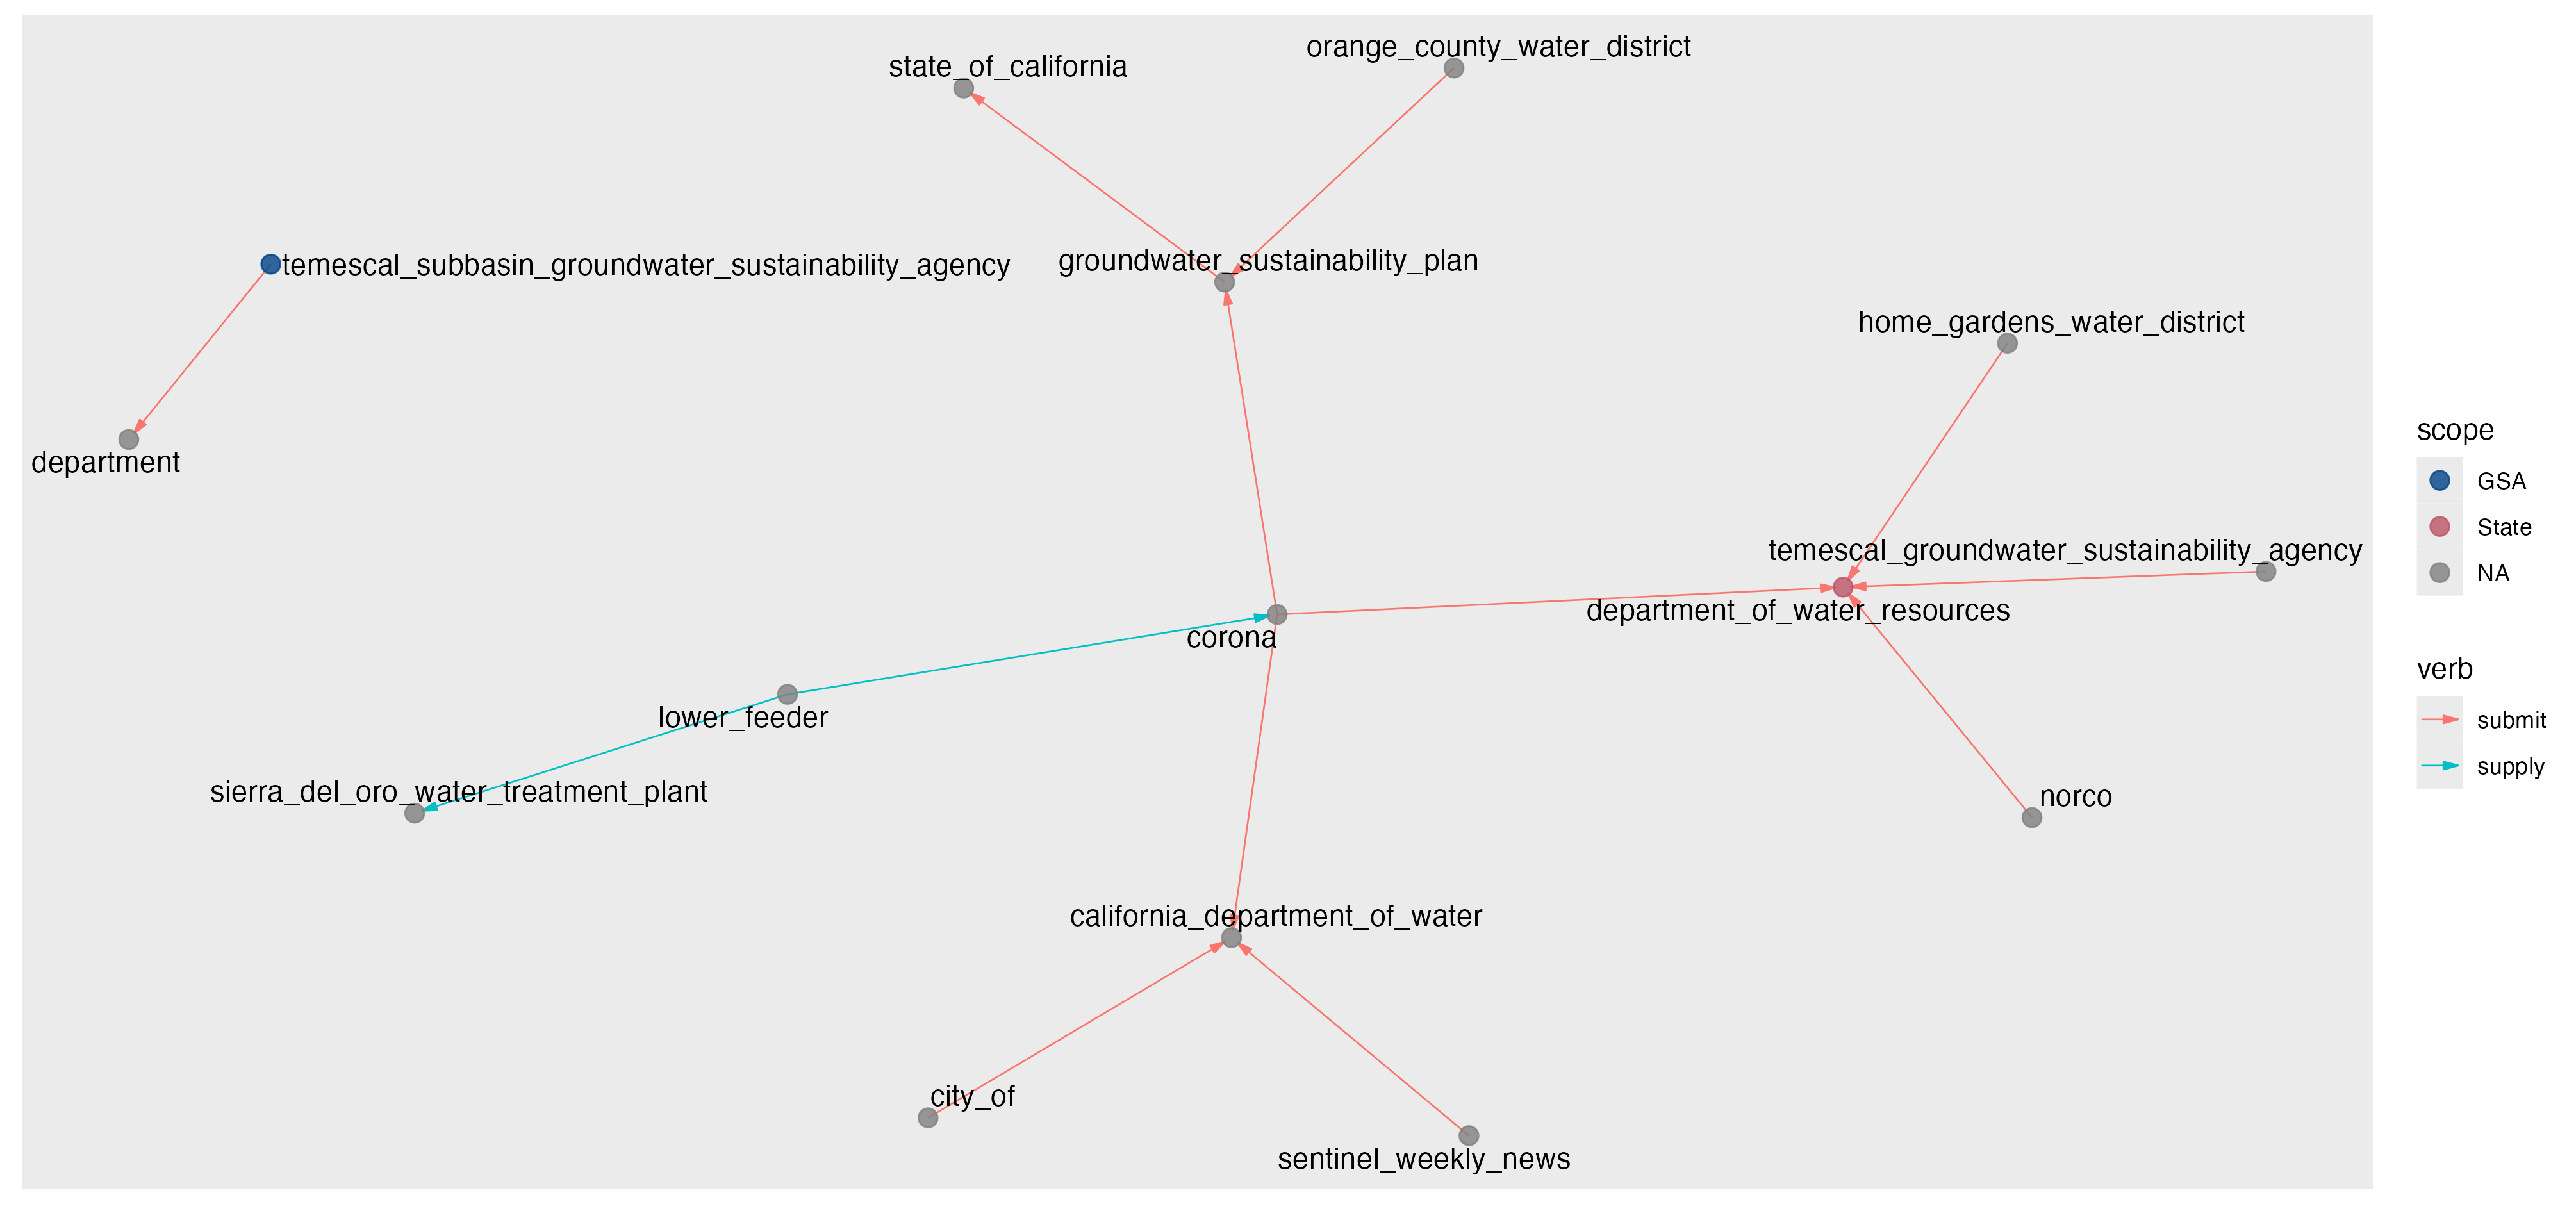 orange_county_water_district
state_of_california
groundwater_sustainability_plan
temescal_subbasin_groundwater_sustainability_agency
home_gardens_water_district
department
temescal_groundwater_sustainability_agency
department_of_water_resources
corona
lower_feeder
sierra_del_oro_water_treatment_plant
norco
california_department_of_water
city_of
sentinel_weekly_news
scope
GSA
State
NA
verb
submit
supply